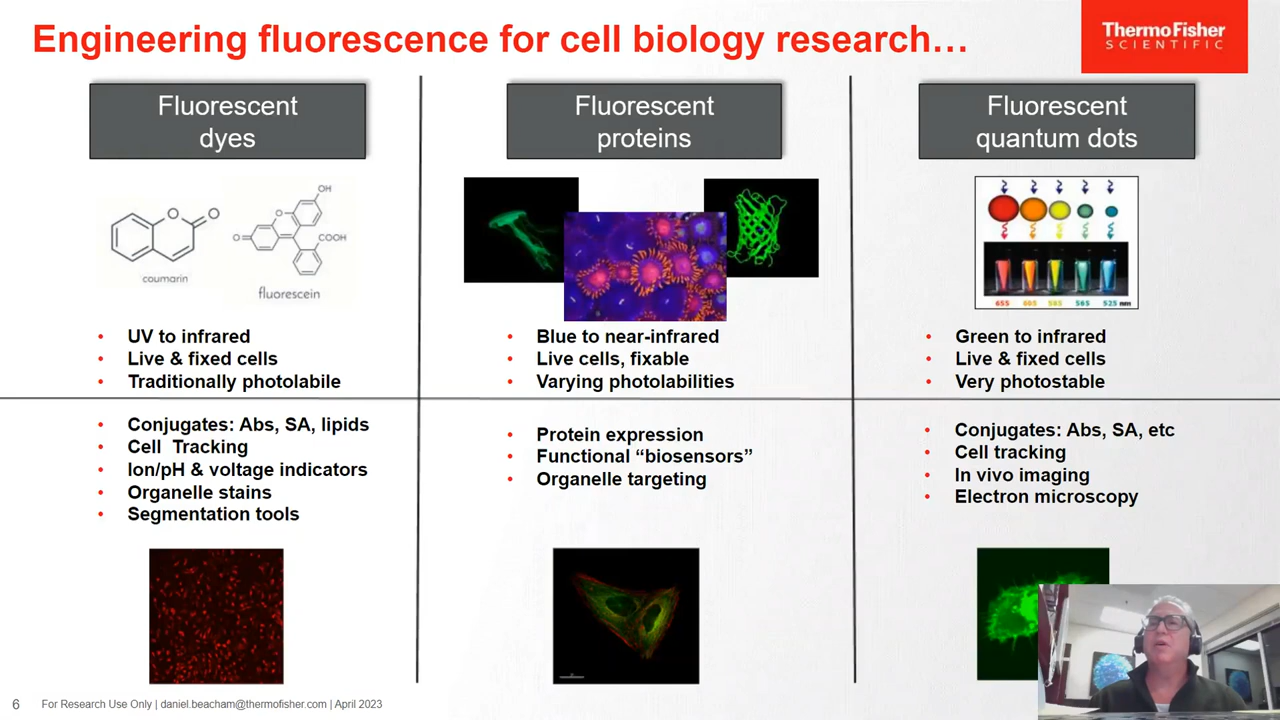 Engineering fluorescence for cell biology research…
ThermoFisher
SCIENTIFIC
Fluorescent
dyes
O
O
coumarin
OH
O
O
COOH
fluorescein
• UV to infrared
• Live & fixed cells
• Traditionally photolabile
• Conjugates: Abs, SA, lipids
• Cell Tracking
• Ion/pH & voltage indicators
• Organelle stains
• Segmentation tools
Fluorescent
proteins
• Blue to near-infrared
• Live cells, fixable
• Varying photolabilities
• Protein expression
• Functional “biosensors”
• Organelle targeting
Fluorescent
quantum dots
655 605 585 565 525 nm
• Green to infrared
• Live & fixed cells
• Very photostable
• Conjugates: Abs, SA, etc
• Cell tracking
• In vivo imaging
• Electron microscopy
6 For Research Use Only | daniel.beacham@thermofisher.com | April 2023